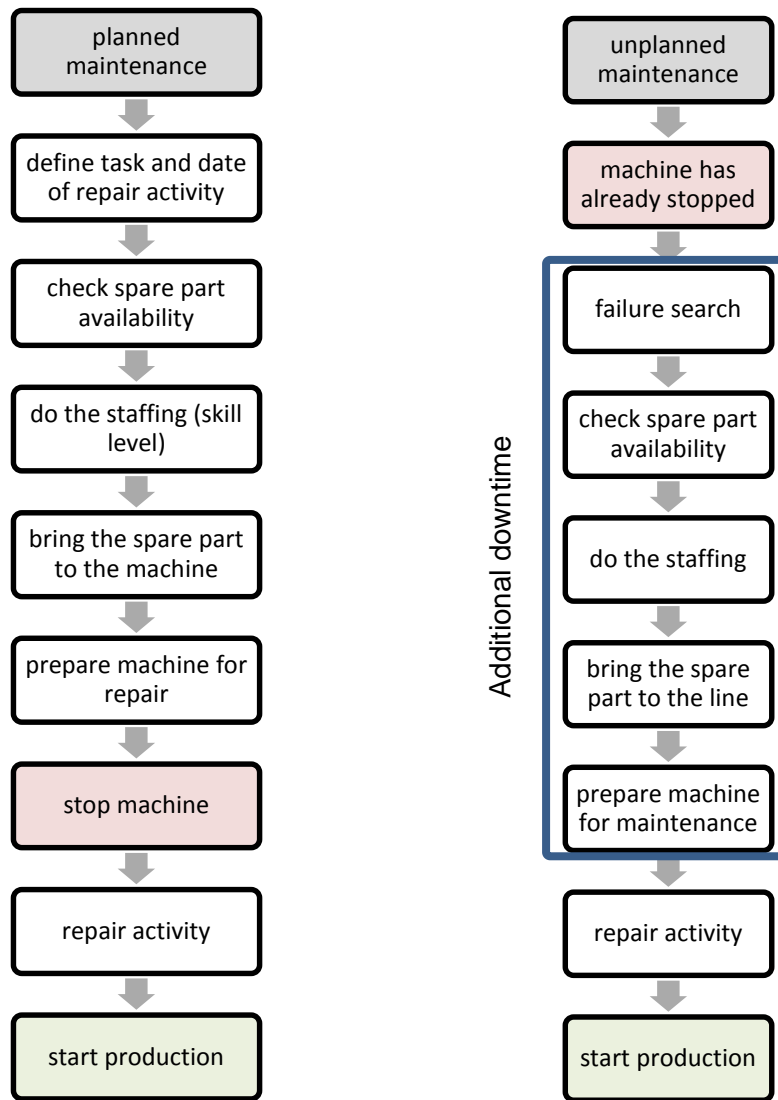 planned
maintenance
define task and date
of repair activity
check spare part
availability
do the staffing (skill
level)
bring the spare part
to the machine
prepare machine for
repair
stop machine
repair activity
start production
unplanned
maintenance
machine has
already stopped
Additional downtime
failure search
check spare part
availability
do the staffing
bring the spare
part to the line
prepare machine
for maintenance
repair activity
start production